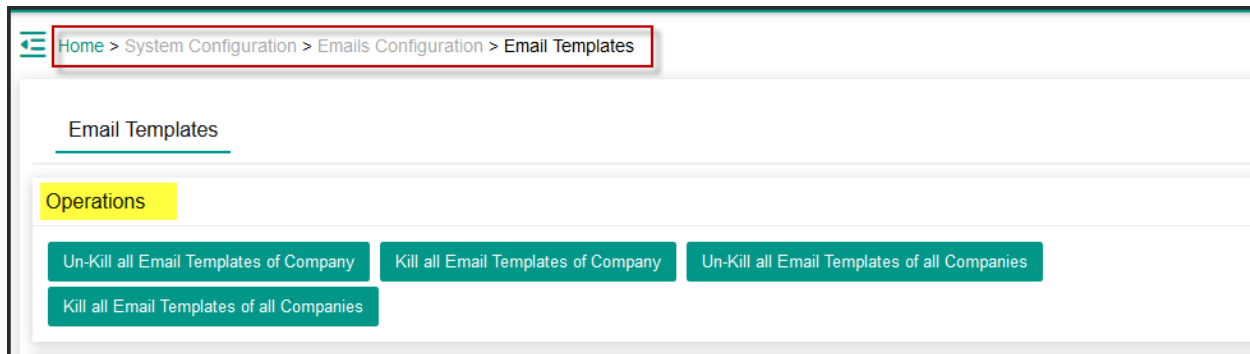 Home > System Configuration > Emails Configuration > Email Templates
Email Templates
Operations
Un-Kill all Email Templates of Company Kill all Email Templates of Company Un-Kill all Email Templates of all Companies
Kill all Email Templates of all Companies